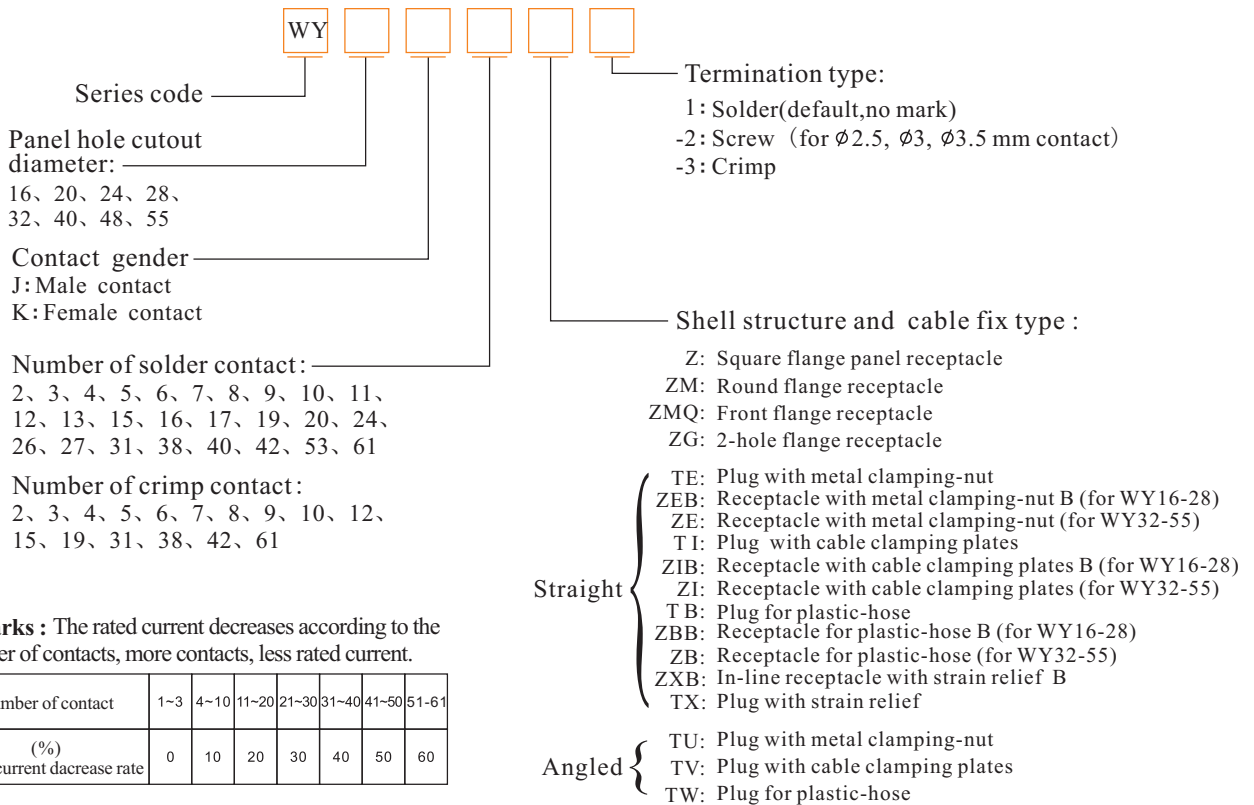 WY
Series code
Panel hole cutout
diameter:
16、20、24、28、
32、40、48、55
Contact gender
J:Male contact
K:Female contact
Number of solder contact:
2、3、4、5、6、7、8、9、10、11、
12、13、15、16、17、19、20、24、
26、27、31、38、40、42、53、61
Number of crimp contact:
2、3、4、5、6、7、8、9、10、12、
15、19、31、38、42、61
The rated current decreases according to the
of contacts, more contacts, less rated current.
of contact 1~3 4~10 11~20 21~30 31~40 41~50 51-61
(%)
current dacrease rate 0 10 20 30 40 50 60
Termination type:
1:Solder(default,no mark)
-2:Screw (for Ø2.5, Ø3, Ø3.5 mm contact)
-3:Crimp
Shell structure and cable fix type :
Z: Square flange panel receptacle
ZM: Round flange receptacle
ZMQ: Front flange receptacle
ZG: 2-hole flange receptacle
Straight
TE: Plug with metal clamping-nut
ZEB: Receptacle with metal clamping-nut B (for WY16-28)
ZE: Receptacle with metal clamping-nut (for WY32-55)
T I: Plug with cable clamping plates
ZIB: Receptacle with cable clamping plates B (for WY16-28)
ZI: Receptacle with cable clamping plates (for WY32-55)
T B: Plug for plastic-hose
ZBB: Receptacle for plastic-hose B (for WY16-28)
ZB: Receptacle for plastic-hose (for WY32-55)
ZXB: In-line receptacle with strain relief B
TX: Plug with strain relief
Angled
TU: Plug with metal clamping-nut
TV: Plug with cable clamping plates
TW: Plug for plastic-hose